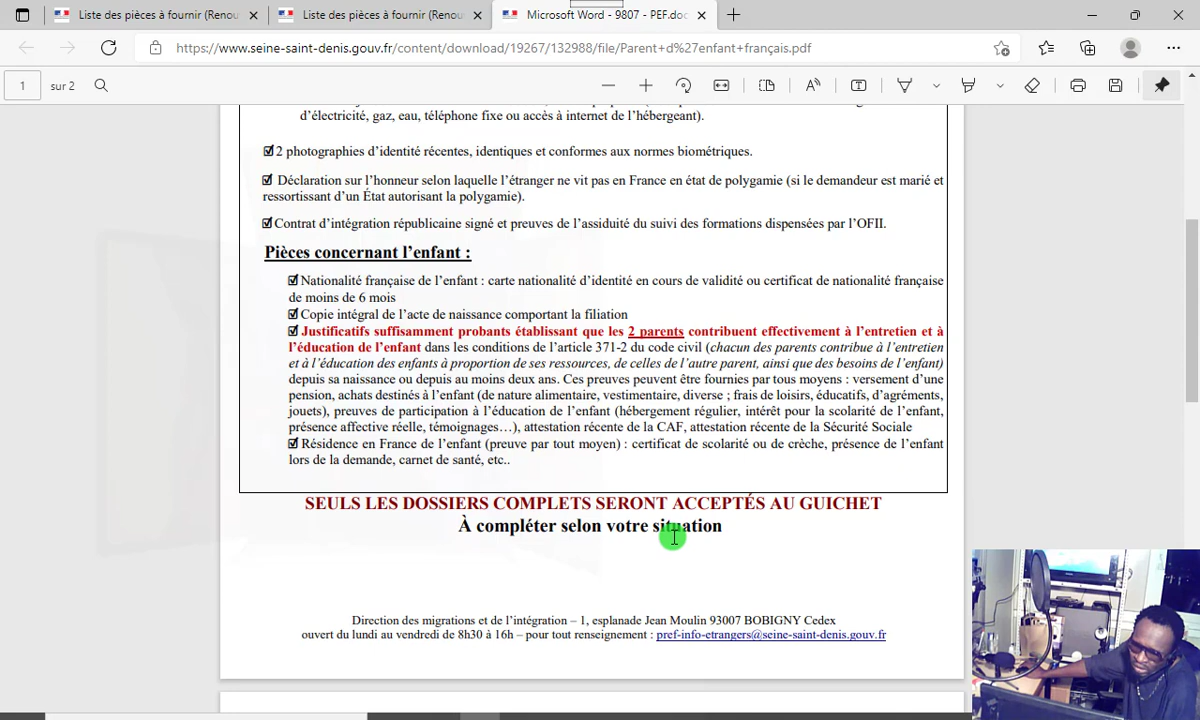 Liste des pièces à fournir (Renou
Liste des pièces à fournir (Renou
Microsoft Word - 9807 - PEF.doc
https://www.seine-saint-denis.gouv.fr/content/download/19267/132988/file/Parent+d%27enfant+français.pdf
1 sur 2
d’électricité, gaz, eau, téléphone fixe ou accès à internet de l’hébergeant).
2 photographies d’identité récentes, identiques et conformes aux normes biométriques.
Déclaration sur l’honneur selon laquelle l’étranger ne vit pas en France en état de polygamie (si le demandeur est marié et
ressortissant d’un État autorisant la polygamie).
Contrat d’intégration républicaine signé et preuves de l’assiduité du suivi des formations dispensées par l’OFII.
Pièces concernant l’enfant :
Nationalité française de l’enfant : carte nationalité d’identité en cours de validité ou certificat de nationalité française
de moins de 6 mois
Copie intégral de l’acte de naissance comportant la filiation
Justificatifs suffisamment probants établissant que les 2 parents contribuent effectivement à l’entretien et à
l’éducation de l’enfant dans les conditions de l’article 371-2 du code civil (chacun des parents contribue à l’entretien
et à l’éducation des enfants à proportion de ses ressources, de celles de l’autre parent, ainsi que des besoins de l’enfant)
depuis sa naissance ou depuis au moins deux ans. Ces preuves peuvent être fournies par tous moyens : versement d’une
pension, achats destinés à l’enfant (de nature alimentaire, vestimentaire, diverse ; frais de loisirs, éducatifs, d’agréments,
jouets), preuves de participation à l’éducation de l’enfant (hébergement régulier, intérêt pour la scolarité de l’enfant,
présence affective réelle, témoignages…), attestation récente de la CAF, attestation récente de la Sécurité Sociale
Résidence en France de l’enfant (preuve par tout moyen) : certificat de scolarité ou de crèche, présence de l’enfant
lors de la demande, carnet de santé, etc..
SEULS LES DOSSIERS COMPLETS SERONT ACCEPTÉS AU GUICHET
À compléter selon votre situation
Direction des migrations et de l’intégration – 1, esplanade Jean Moulin 93007 BOBIGNY Cedex
ouvert du lundi au vendredi de 8h30 à 16h – pour tout renseignement : pref-info-etrangers@seine-saint-denis.gouv.fr